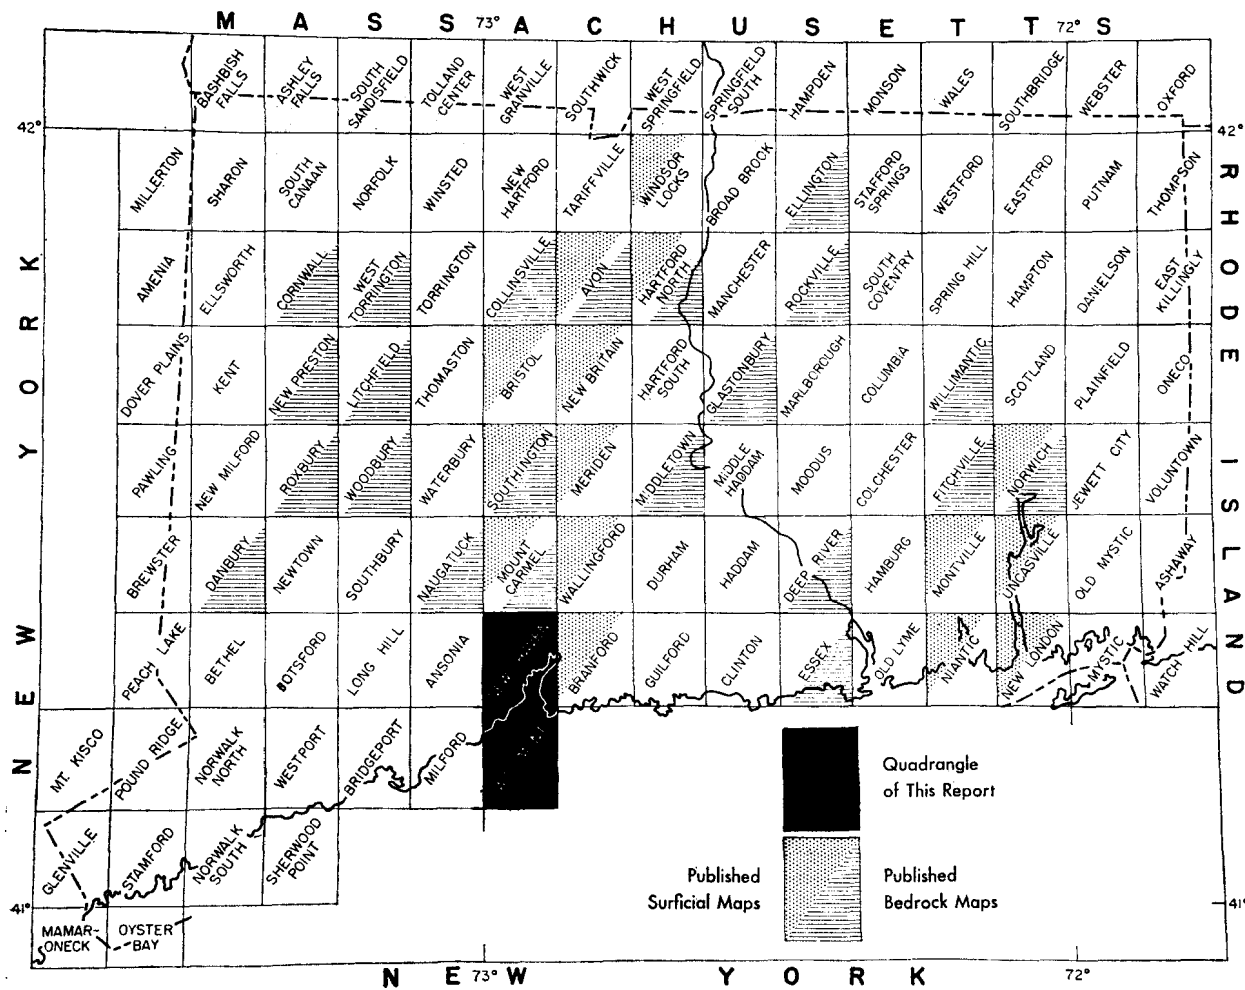 M A S S 73° A C H U S E T T 72° S
BASHBISH
FALLS
ASHLEY
FALLS
SOUTH
SANDISFIELD
TOLLAND
CENTER
WEST
GRANVILLE
SOUTHWICK
WEST
SPRINGFIELD
SPRINGFIELD
SOUTH
HAMPDEN
MONSON
WALES
SOUTHBRIDGE
WEBSTER
OXFORD
42°
42°
MILLERTON
SHARON
SOUTH
CANAAN
NORFOLK
WINSTED
NEW
HARTFORD
TARIFFVILLE
WINDSOR
LOCKS
BROAD BROOK
ELLINGTON
STAFFORD
SPRINGS
WESTFORD
EASTFORD
PUTNAM
THOMPSON
AMENIA
ELLSWORTH
CORNWALL
WEST
TORRINGTON
TORRINGTON
COLLINSVILLE
AVON
HARTFORD
NORTH
MANCHESTER
ROCKVILLE
SOUTH
COVENTRY
SPRING HILL
HAMPTON
DANIELSON
EAST
KILLINGLY
DOVER PLAINS
KENT
NEW PRESTON
LITCHFIELD
THOMASTON
BRISTOL
NEW BRITAIN
HARTFORD
SOUTH
GLASTONBURY
MARLBOROUGH
COLUMBIA
WILLIMANTIC
SCOTLAND
PLAINFIELD
ONECO
PAWLING
NEW MILFORD
ROXBURY
WOODBURY
WATERBURY
SOUTHINGTON
MERIDEN
MIDDLETOWN
MIDDLE
HADDAM
MOODUS
COLCHESTER
FITCHVILLE
NORWICH
JEWETT CITY
VOLUNTOWN
BREWSTER
DANBURY
NEWTOWN
SOUTHBURY
NAUGATUCK
MOUNT
CARMEL
WALLINGFORD
DURHAM
HADDAM
DEEP RIVER
HAMBURG
MONTVILLE
UNCASVILLE
OLD MYSTIC
ASHAWAY
PEACH LAKE
BETHEL
BOTSFORD
LONG HILL
ANSONIA
BRANFORD
GUILFORD
CLINTON
ESSEX
OLD LYME
NIANTIC
NEW LONDON
MYSTIC
WATCH HILL
MT. KISCO
POUND RIDGE
NORWALK
NORTH
WESTPORT
BRIDGEPORT
MILFORD
GLENVILLE
STAMFORD
NORWALK
SOUTH
SHERWOOD
POINT
MAMAR-
ONECK
OYSTER
BAY
41°
41°
NEW YORK
RHODE ISLAND
Quadrangle
of This Report
Published
Surficial Maps
Published
Bedrock Maps
N E 73° W Y O R K 72°